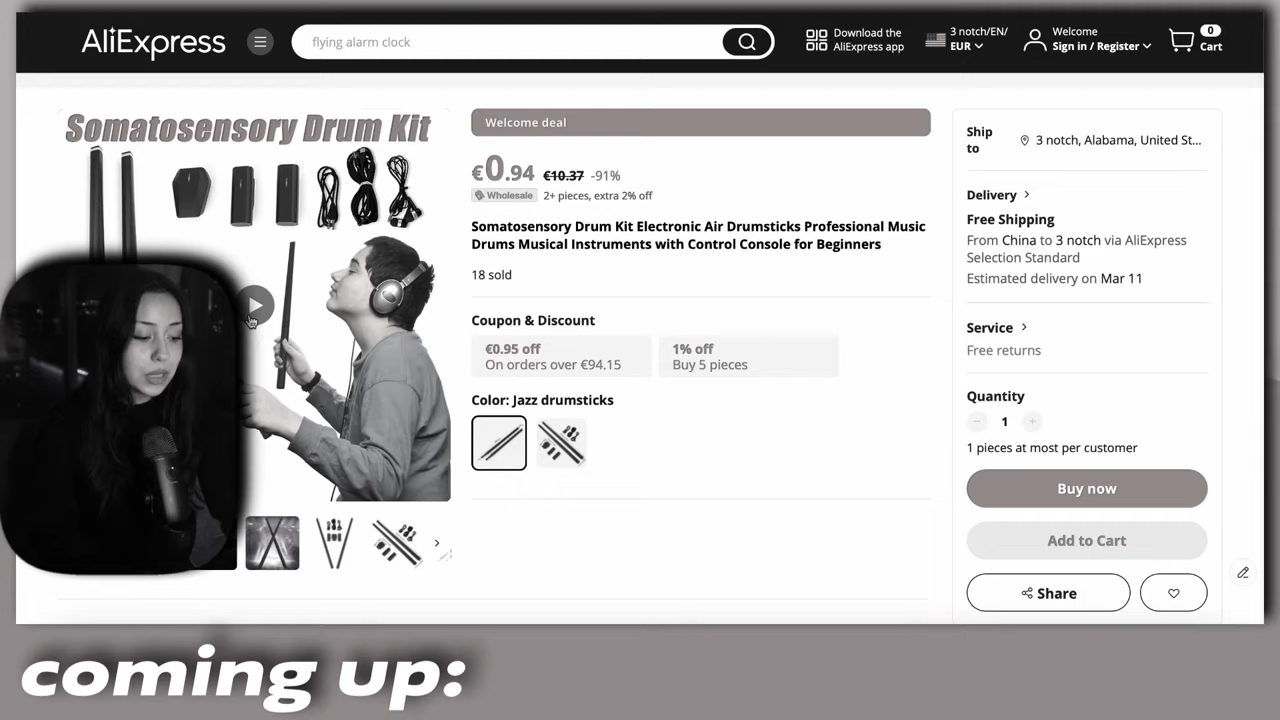 AliExpress
flying alarm clock
Download the
AliExpress app
3 notch/EN/
EUR
Welcome
Sign in / Register
0
Cart
Somatosensory Drum Kit
Welcome deal
€0.94 €10.37 -91%
Wholesale 2+ pieces, extra 2% off
Somatosensory Drum Kit Electronic Air Drumsticks Professional Music
Drums Musical Instruments with Control Console for Beginners
18 sold
Coupon & Discount
€0.95 off
On orders over €94.15
1% off
Buy 5 pieces
Color: Jazz drumsticks
Ship
to
3 notch, Alabama, United St...
Delivery
Free Shipping
From China to 3 notch via AliExpress
Selection Standard
Estimated delivery on Mar 11
Service
Free returns
Quantity
1
1 pieces at most per customer
Buy now
Add to Cart
Share
coming up: